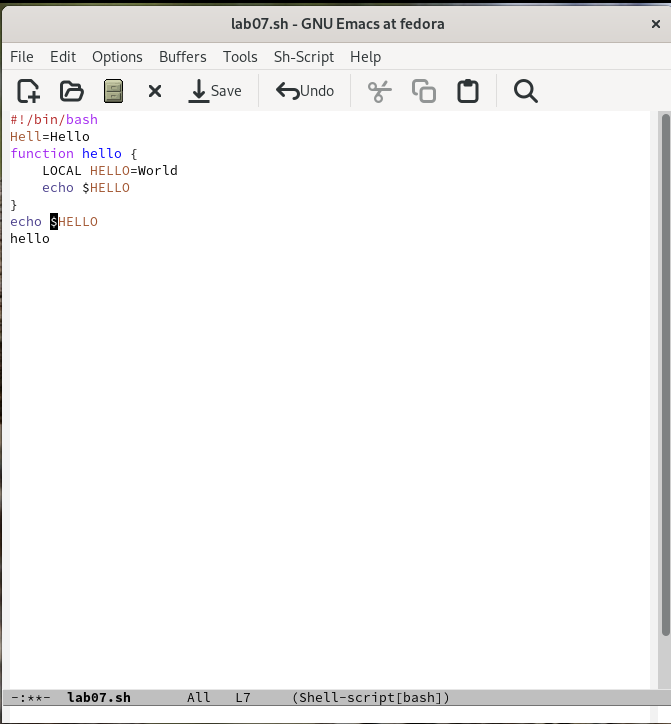 lab07.sh - GNU Emacs at fedora
File Edit Options Buffers Tools Sh-Script Help
Save Undo
#!/bin/bash
Hell=Hello
function hello {
    LOCAL HELLO=World
    echo $HELLO
}
echo $HELLO
hello
-:**-  lab07.sh       All   L7     (Shell-script[bash])